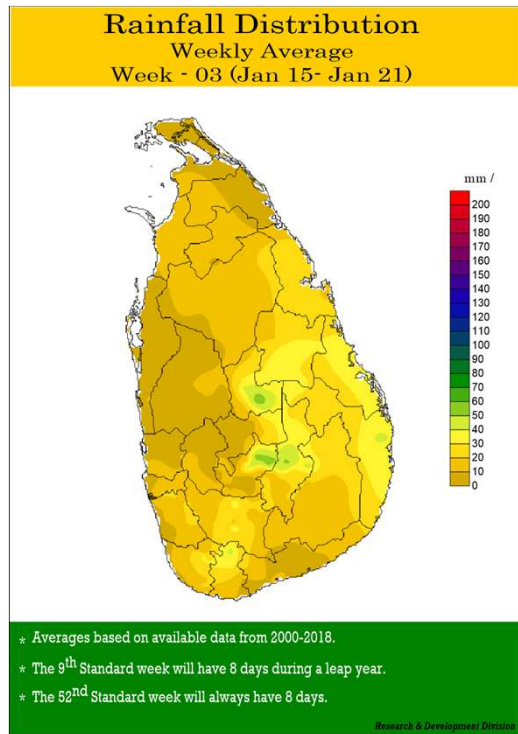 Rainfall Distribution
Weekly Average
Week - 03 (Jan 15- Jan 21)
mm /
200
190
180
170
160
150
140
130
120
110
100
90
80
70
60
50
40
30
20
10
0
* Averages based on available data from 2000-2018.
* The 9th Standard week will have 8 days during a leap year.
* The 52nd Standard week will always have 8 days.
Research & Development Division